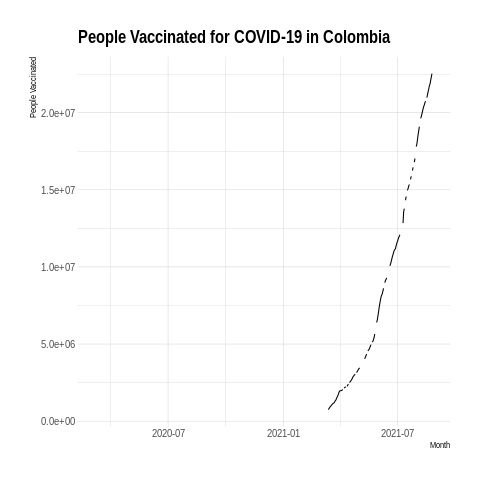 People Vaccinated for COVID-19 in Colombia
People Vaccinated
2.0e+07
1.5e+07
1.0e+07
5.0e+06
0.0e+00
2020-07 2021-01 2021-07
Month